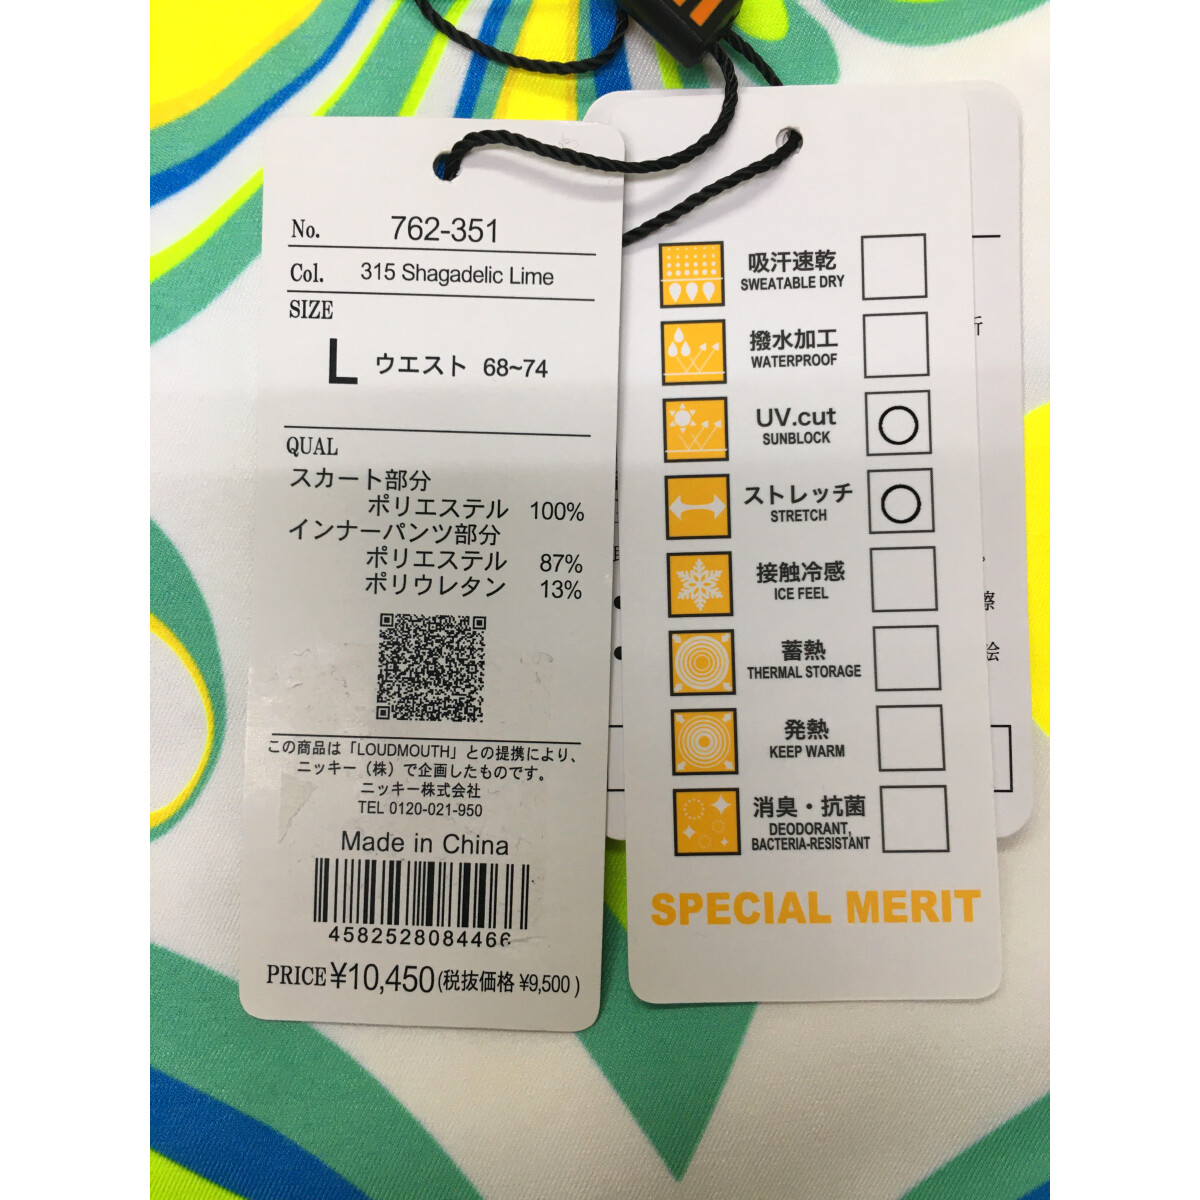 No. 762-351
Col. 315 Shagadelic Lime
SIZE
L ウエスト 68~74
QUAL
スカート部分
ポリエステル 100%
インナーパンツ部分
ポリエステル 87%
ポリウレタン 13%
この商品は「LOUDMOUTH」との提携により、
ニッキー（株）で企画したものです。
ニッキー株式会社
TEL 0120-021-950
Made in China
4582528084466
PRICE ¥10,450(税抜価格 ¥9,500 )
吸汗速乾
SWEATABLE DRY
撥水加工
WATERPROOF
UV.cut
SUNBLOCK
ストレッチ
STRETCH
接触冷感
ICE FEEL
蓄熱
THERMAL STORAGE
発熱
KEEP WARM
消臭・抗菌
DEODORANT,
BACTERIA-RESISTANT
SPECIAL MERIT
絵